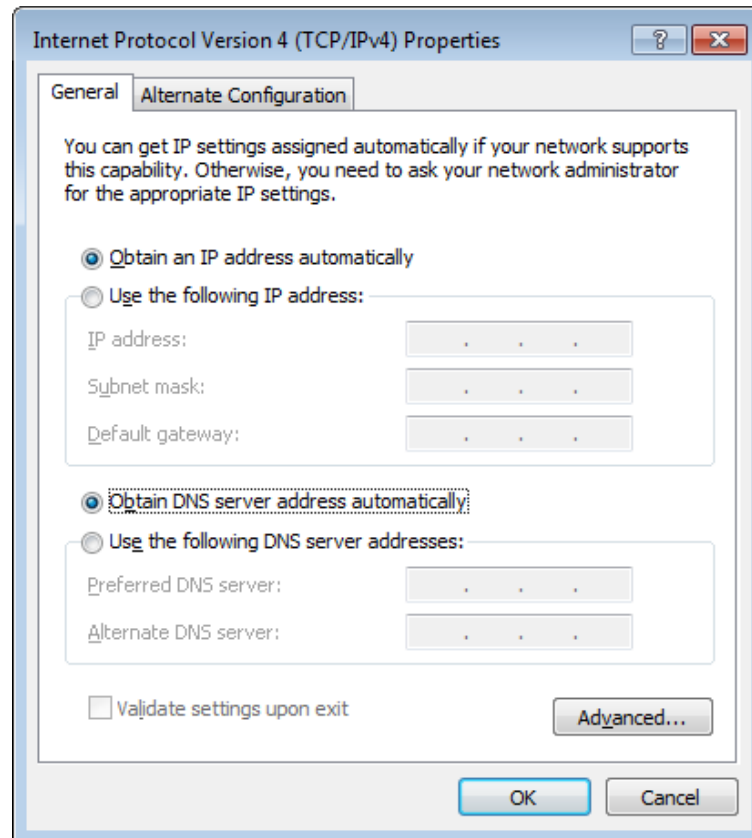 Internet Protocol Version 4 (TCP/IPv4) Properties
General
Alternate Configuration
You can get IP settings assigned automatically if your network supports
this capability. Otherwise, you need to ask your network administrator
for the appropriate IP settings.
Obtain an IP address automatically
Use the following IP address:
IP address:
Subnet mask:
Default gateway:
Obtain DNS server address automatically
Use the following DNS server addresses:
Preferred DNS server:
Alternate DNS server:
Validate settings upon exit
Advanced...
OK
Cancel